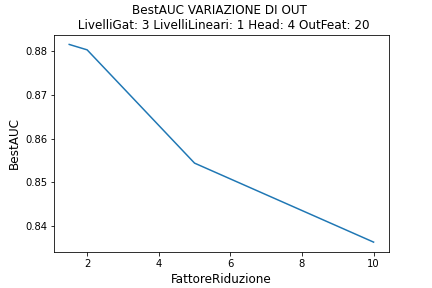 BestAUC VARIAZIONE DI OUT
LivelliGat: 3 LivelliLineari: 1 Head: 4 OutFeat: 20
0.88
0.87
0.86
0.85
0.84
BestAUC
2
4
6
8
10
FattoreRiduzione